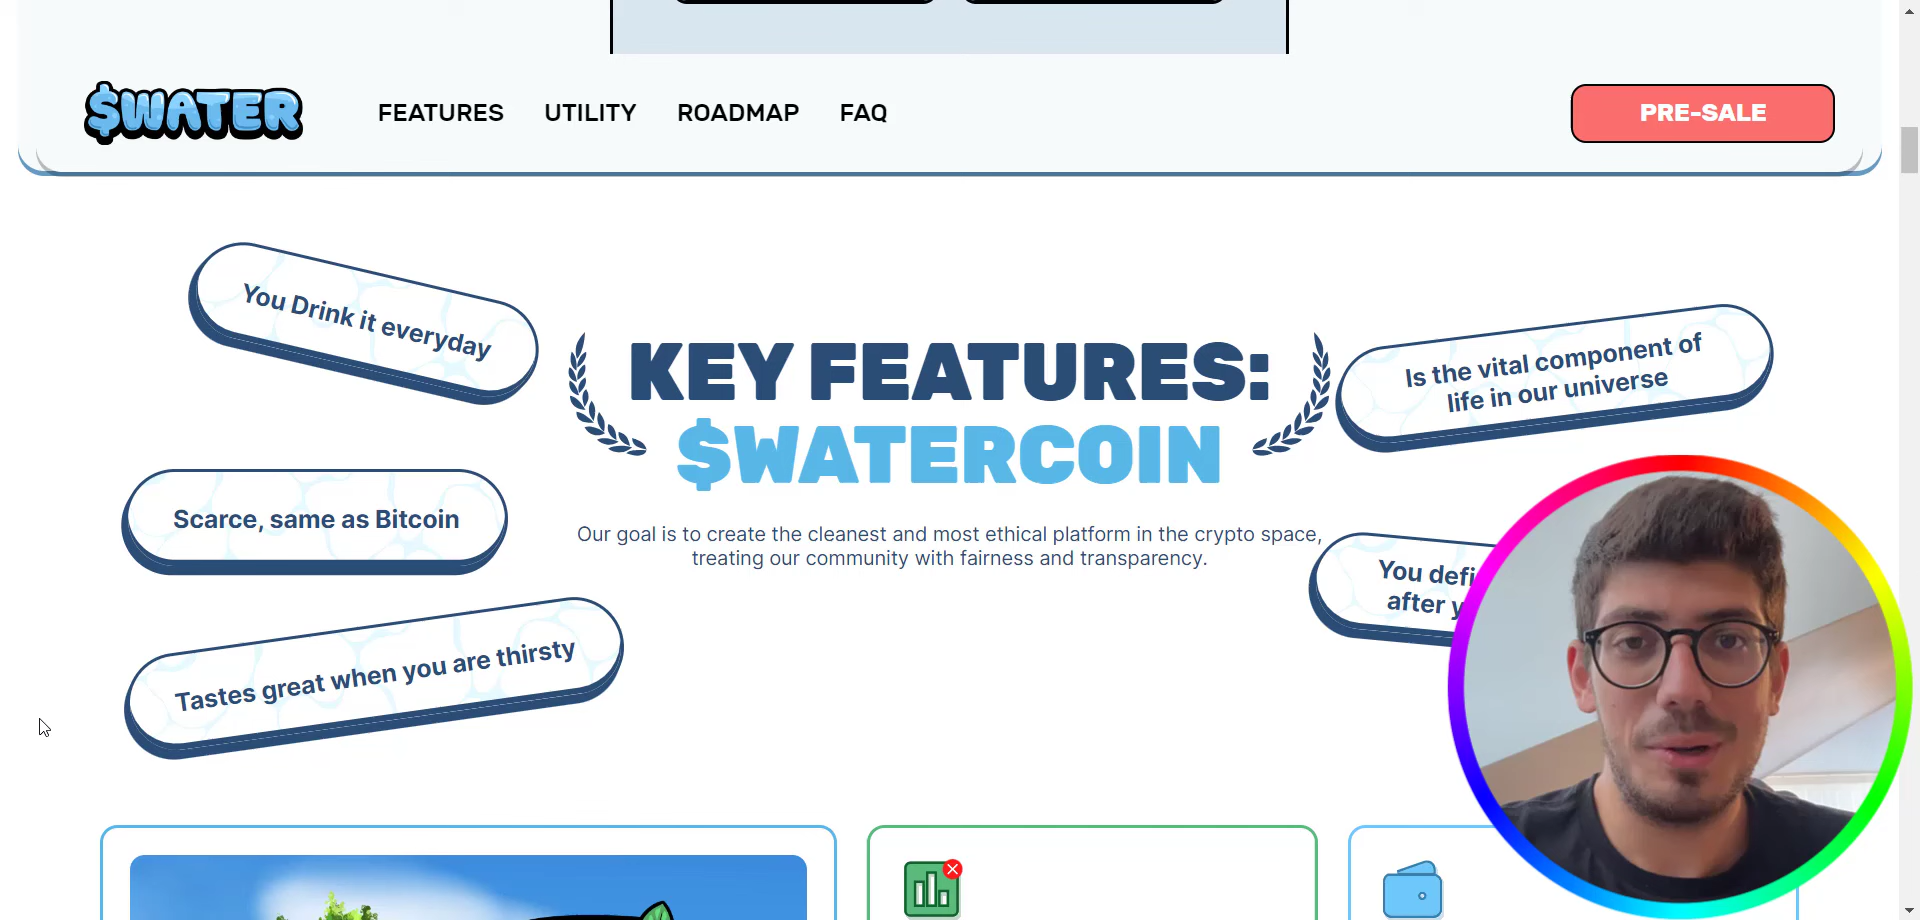 $WATER
FEATURES
UTILITY
ROADMAP
FAQ
PRE-SALE
You Drink it everyday
Is the vital component of
life in our universe
KEY FEATURES:
$WATERCOIN
Scarce, same as Bitcoin
Our goal is to create the cleanest and most ethical platform in the crypto space,
treating our community with fairness and transparency.
You
after
Tastes great when you are thirsty